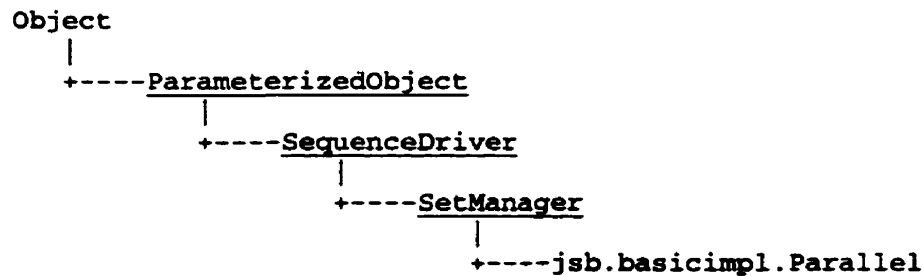 Object
   |
   +----ParameterizedObject
           |
           +----SequenceDriver
                   |
                   +----SetManager
                           |
                           +----jsb.basicimpl.Parallel